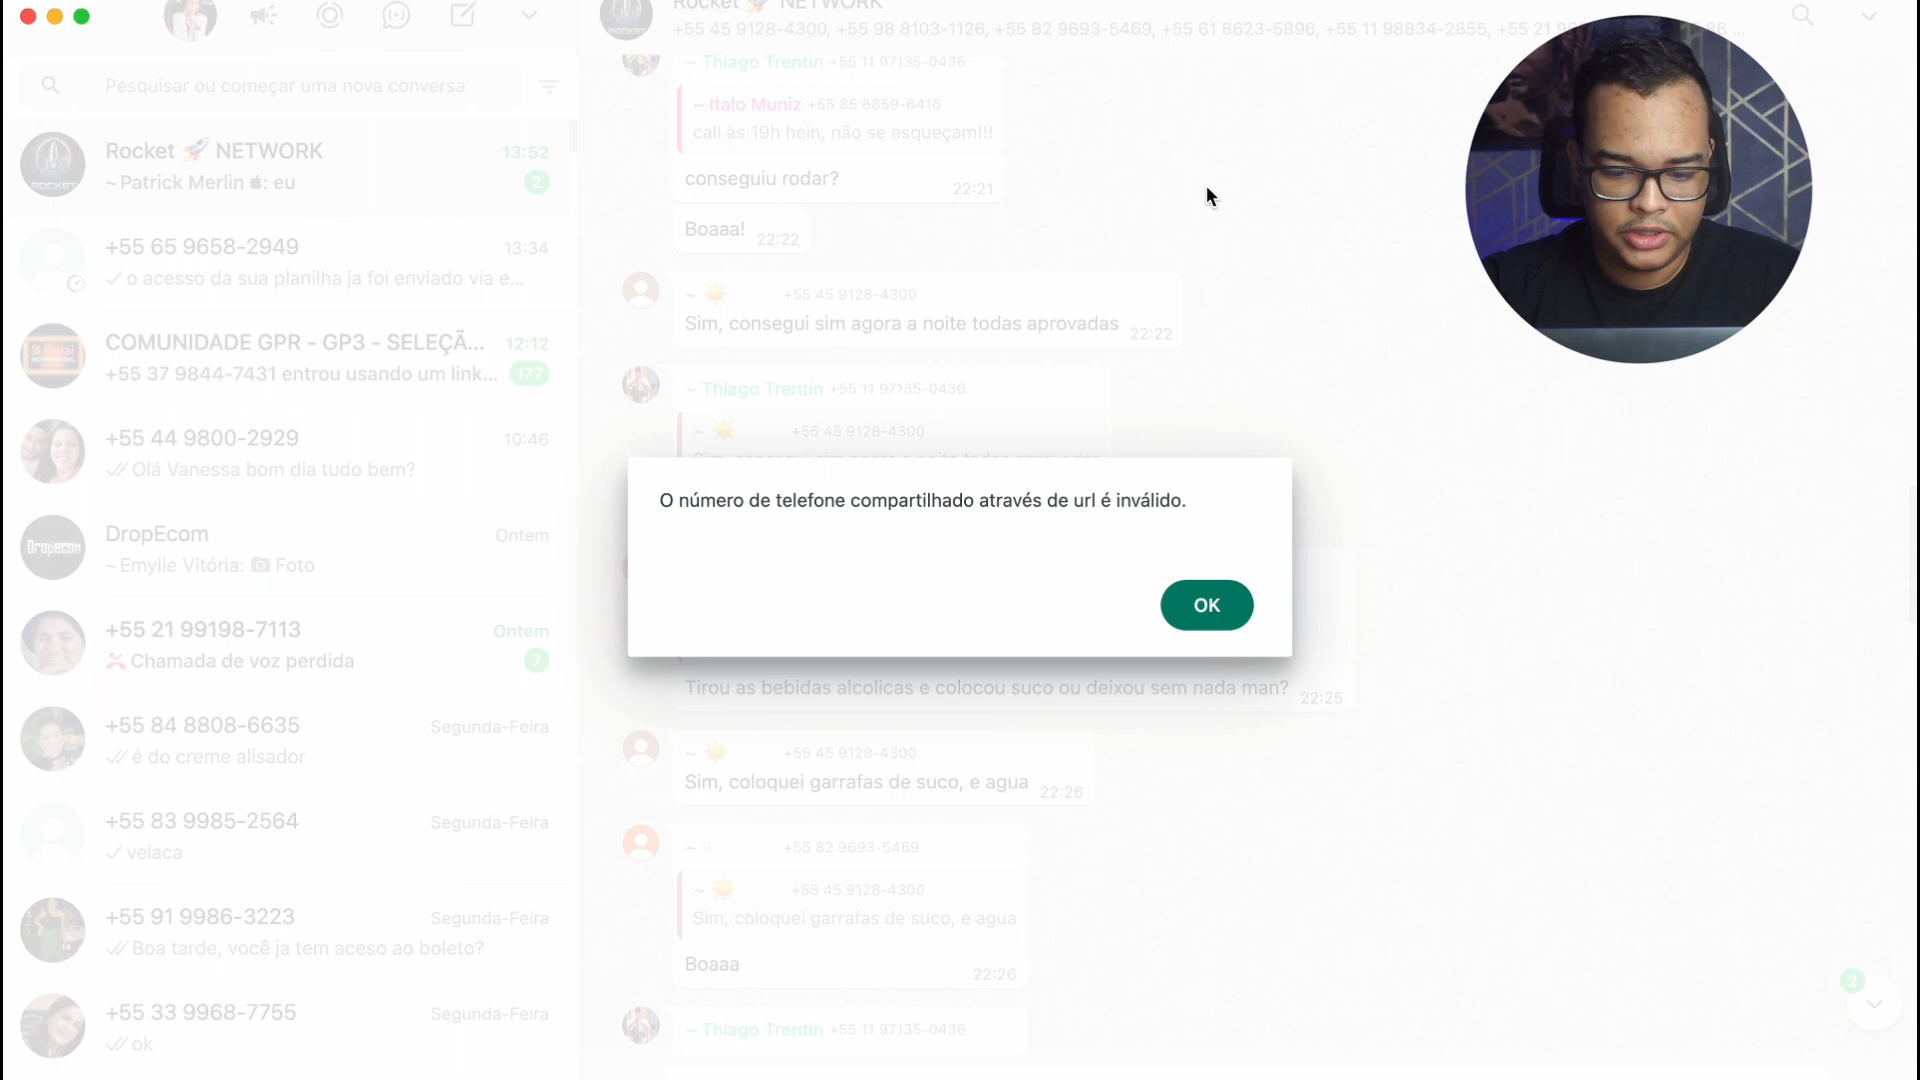 Rocket 🚀 NETWORK
+55 45 9128-4300, +55 98 8103-1126, +55 82 9693-5469, +55 61 8623-5896, +55 11 98834-2855, +55 21 9
Pesquisar ou começar uma nova conversa
Rocket 🚀 NETWORK
13:52
~Patrick Merlin : eu
2
+55 65 9658-2949
13:34
o acesso da sua planilha ja foi enviado via e...
COMUNIDADE GPR - GP3 - SELEÇÃ...
12:12
+55 37 9844-7431 entrou usando um link...
177
+55 44 9800-2929
10:46
Olá Vanessa bom dia tudo bem?
DropEcom
Ontem
~Emylle Vitória: 📷 Foto
+55 21 99198-7113
Ontem
Chamada de voz perdida
7
+55 84 8808-6635
Segunda-Feira
é do creme alisador
+55 83 9985-2564
Segunda-Feira
veiaca
+55 91 9986-3223
Segunda-Feira
Boa tarde, você ja tem aceso ao boleto?
+55 33 9968-7755
Segunda-Feira
ok
~ Thiago Trentin +55 11 97135-0436
~ Italo Muniz +55 85 8859-6416
call às 19h hein, não se esqueçam!!!
conseguiu rodar?
22:21
Boaaa!
22:22
~ ☀️ +55 45 9128-4300
Sim, consegui sim agora a noite todas aprovadas
22:22
~ Thiago Trentin +55 11 97135-0436
~ ☀️ +55 45 9128-4300
Sim, consegui sim agora a noite todas aprovadas
O número de telefone compartilhado através de url é inválido.
OK
Tirou as bebidas alcolicas e colocou suco ou deixou sem nada man?
22:25
~ ☀️ +55 45 9128-4300
Sim, coloquei garrafas de suco, e agua
22:26
~ +55 82 9693-5469
~ ☀️ +55 45 9128-4300
Sim, coloquei garrafas de suco, e agua
Boaaa
22:26
~ Thiago Trentin +55 11 97135-0436
2